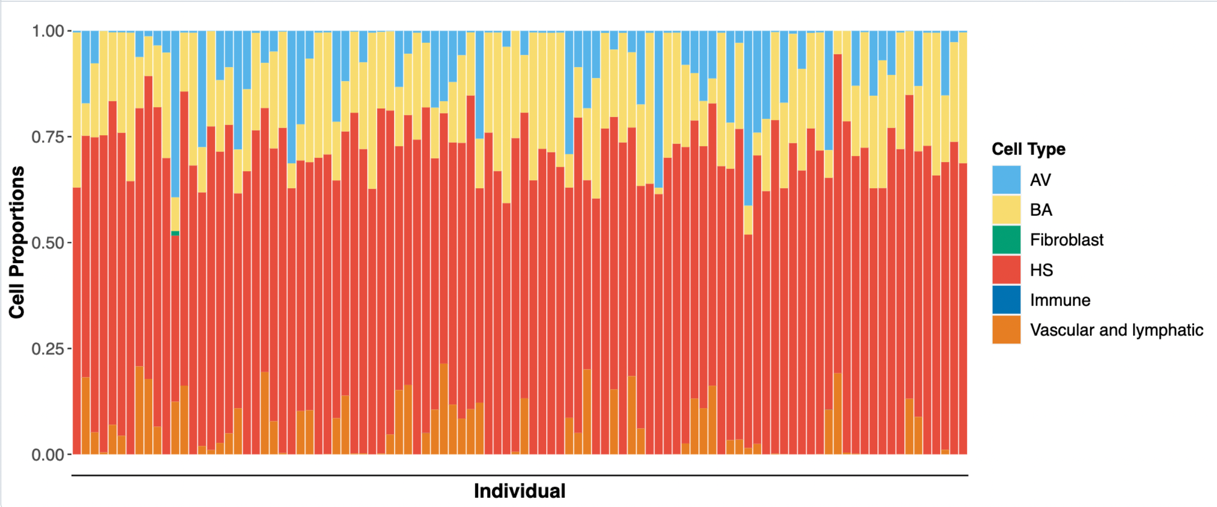 Cell Proportions
1.00
0.75
0.50
0.25
0.00
Individual
Cell Type
AV
BA
Fibroblast
HS
Immune
Vascular and lymphatic